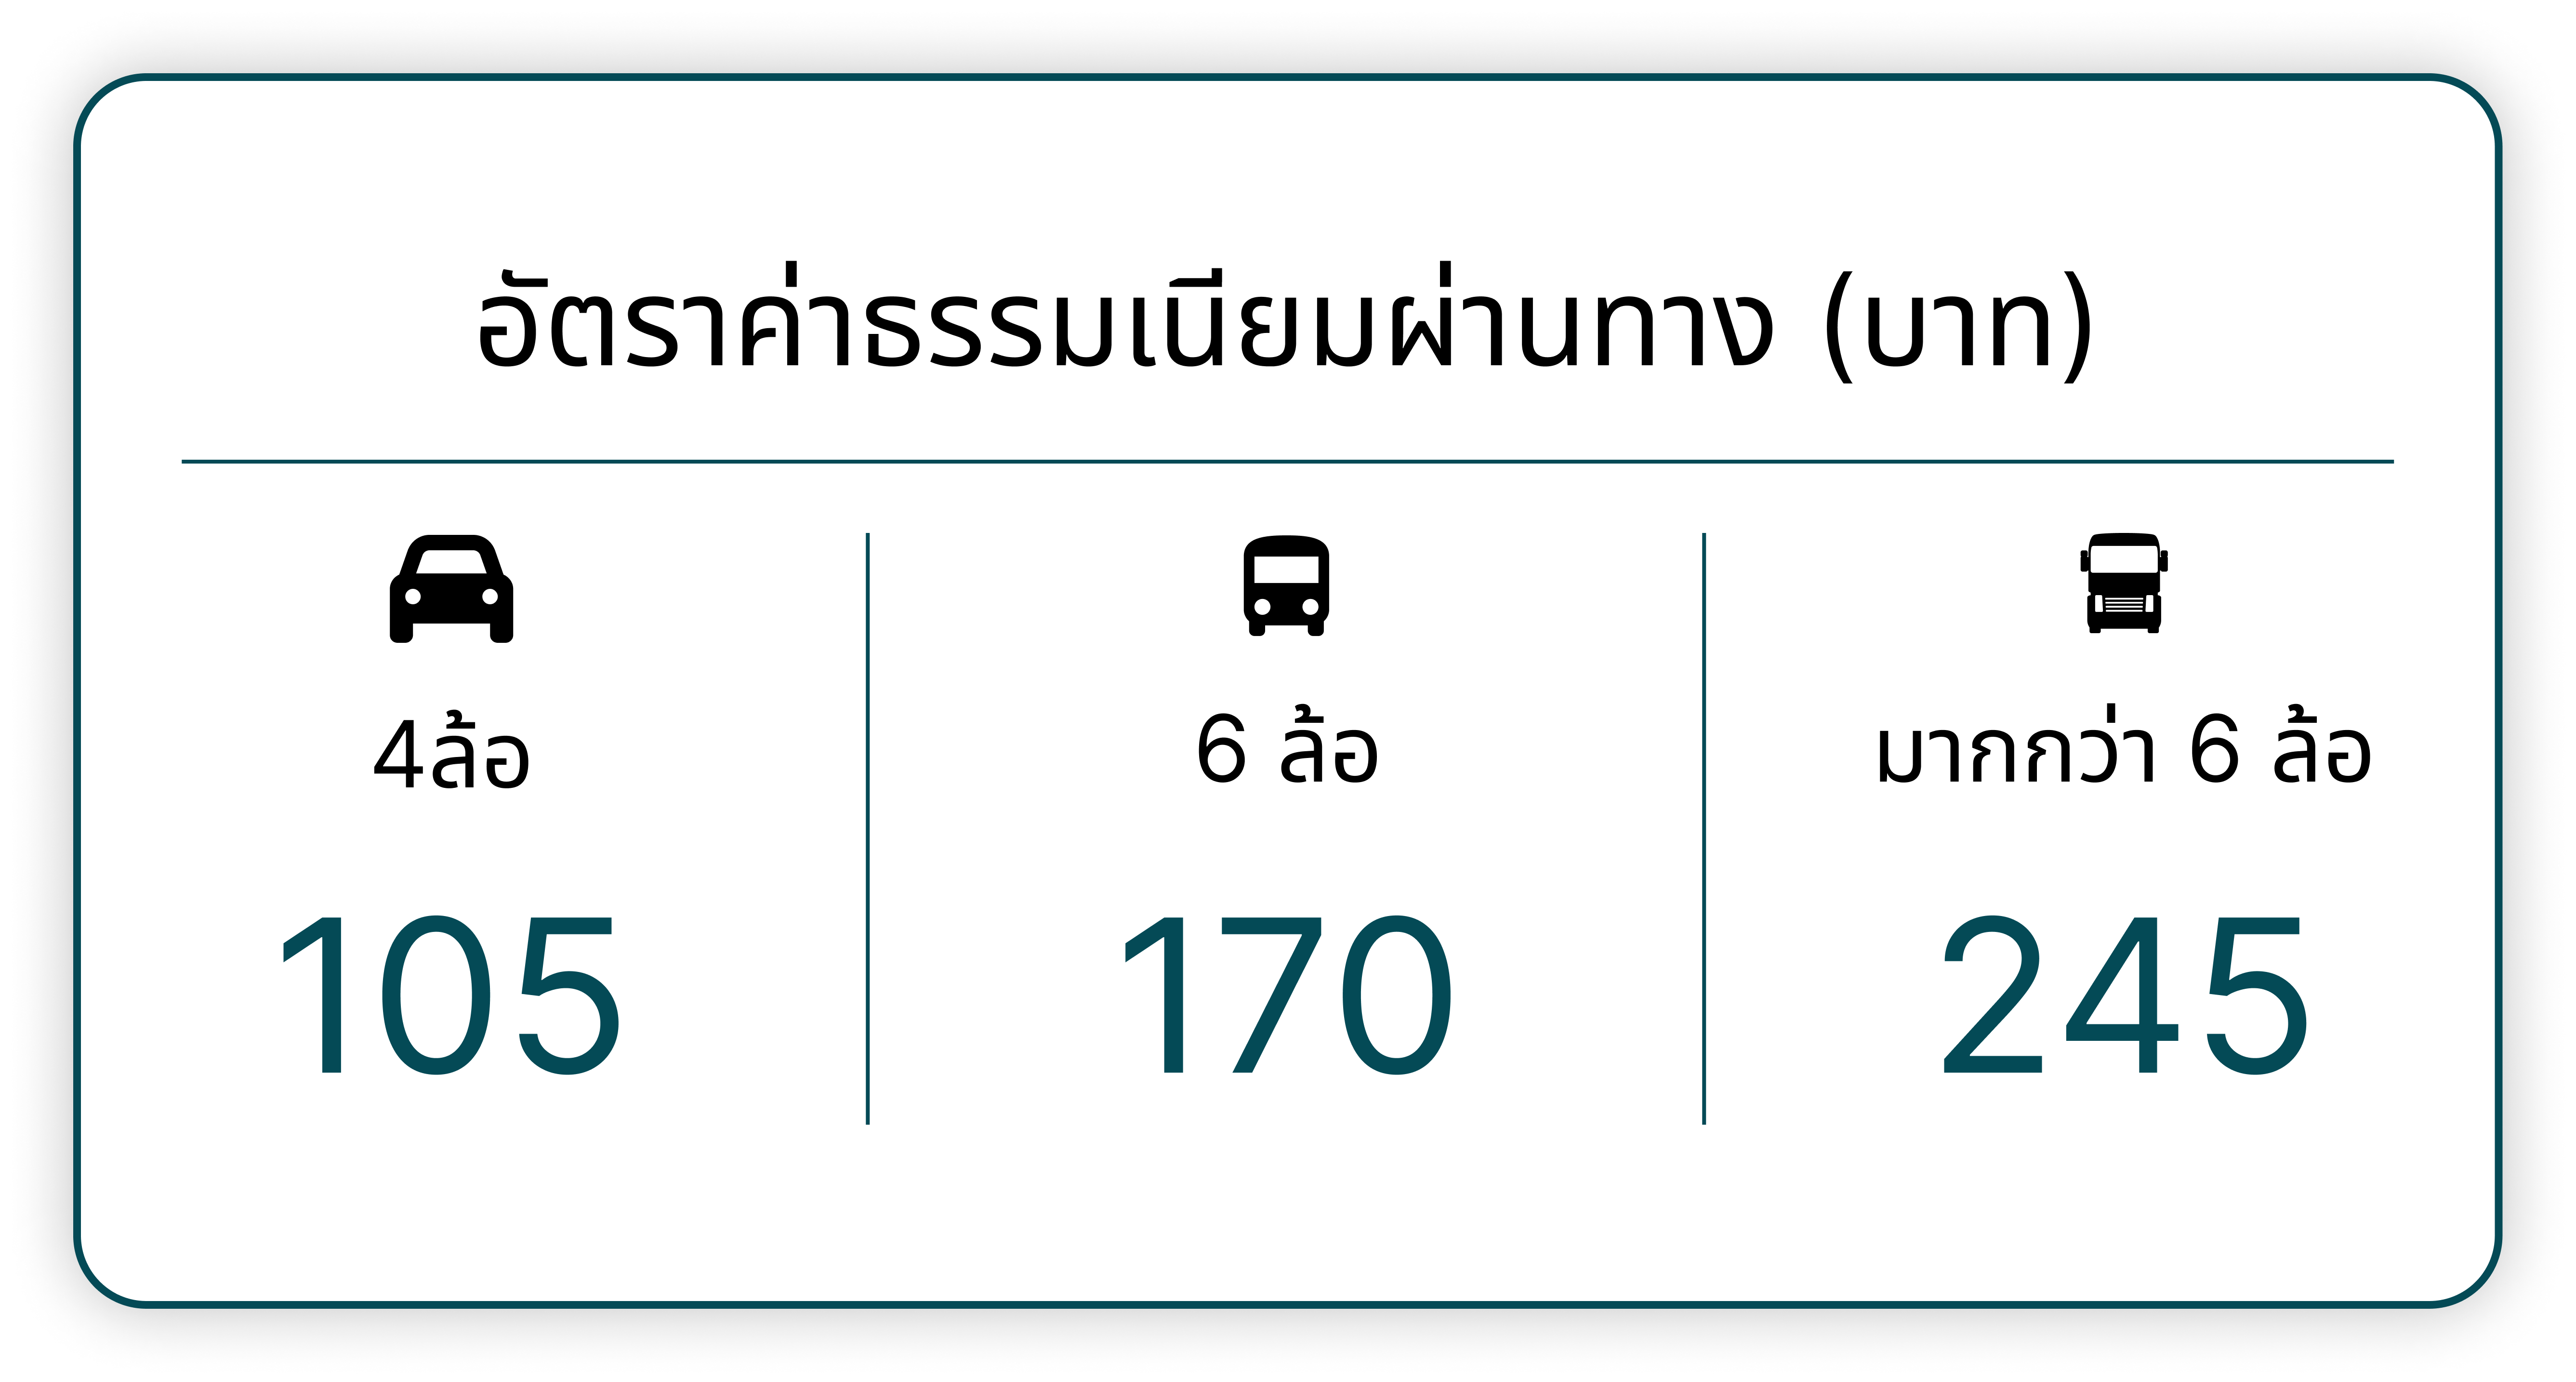 อัตราค่าธรรมเนียมผ่านทาง (บาท)
4ล้อ
105
6 ล้อ
170
มากกว่า 6 ล้อ
245